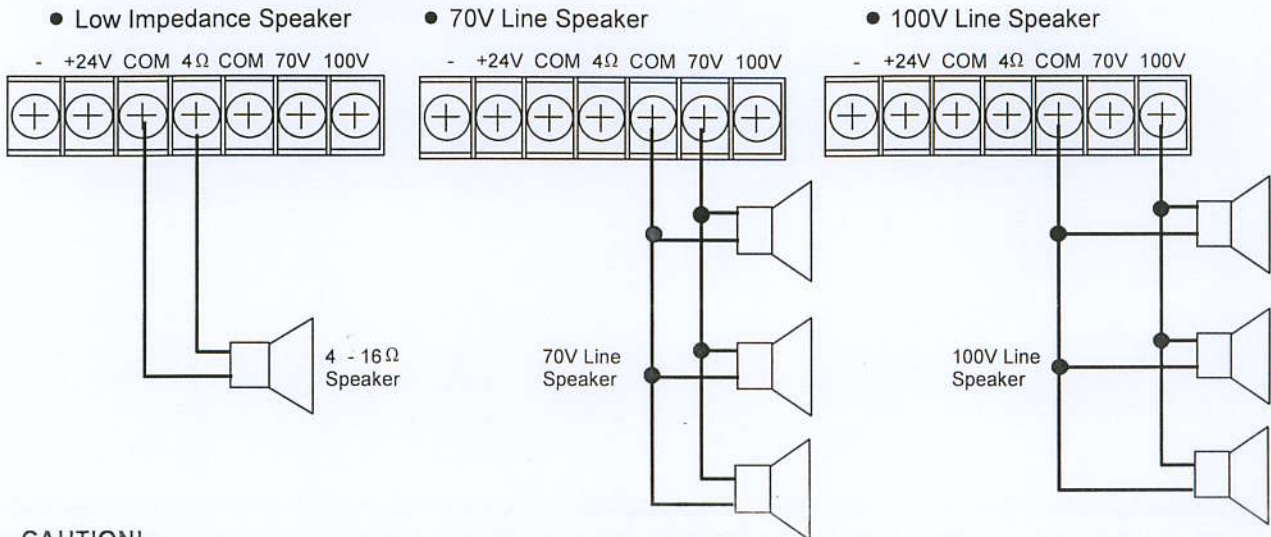 ● Low Impedance Speaker
- +24V COM 4Ω COM 70V 100V
4 - 16Ω
Speaker
● 70V Line Speaker
- +24V COM 4Ω COM 70V 100V
70V Line
Speaker
● 100V Line Speaker
- +24V COM 4Ω COM 70V 100V
100V Line
Speaker
CAUTION!